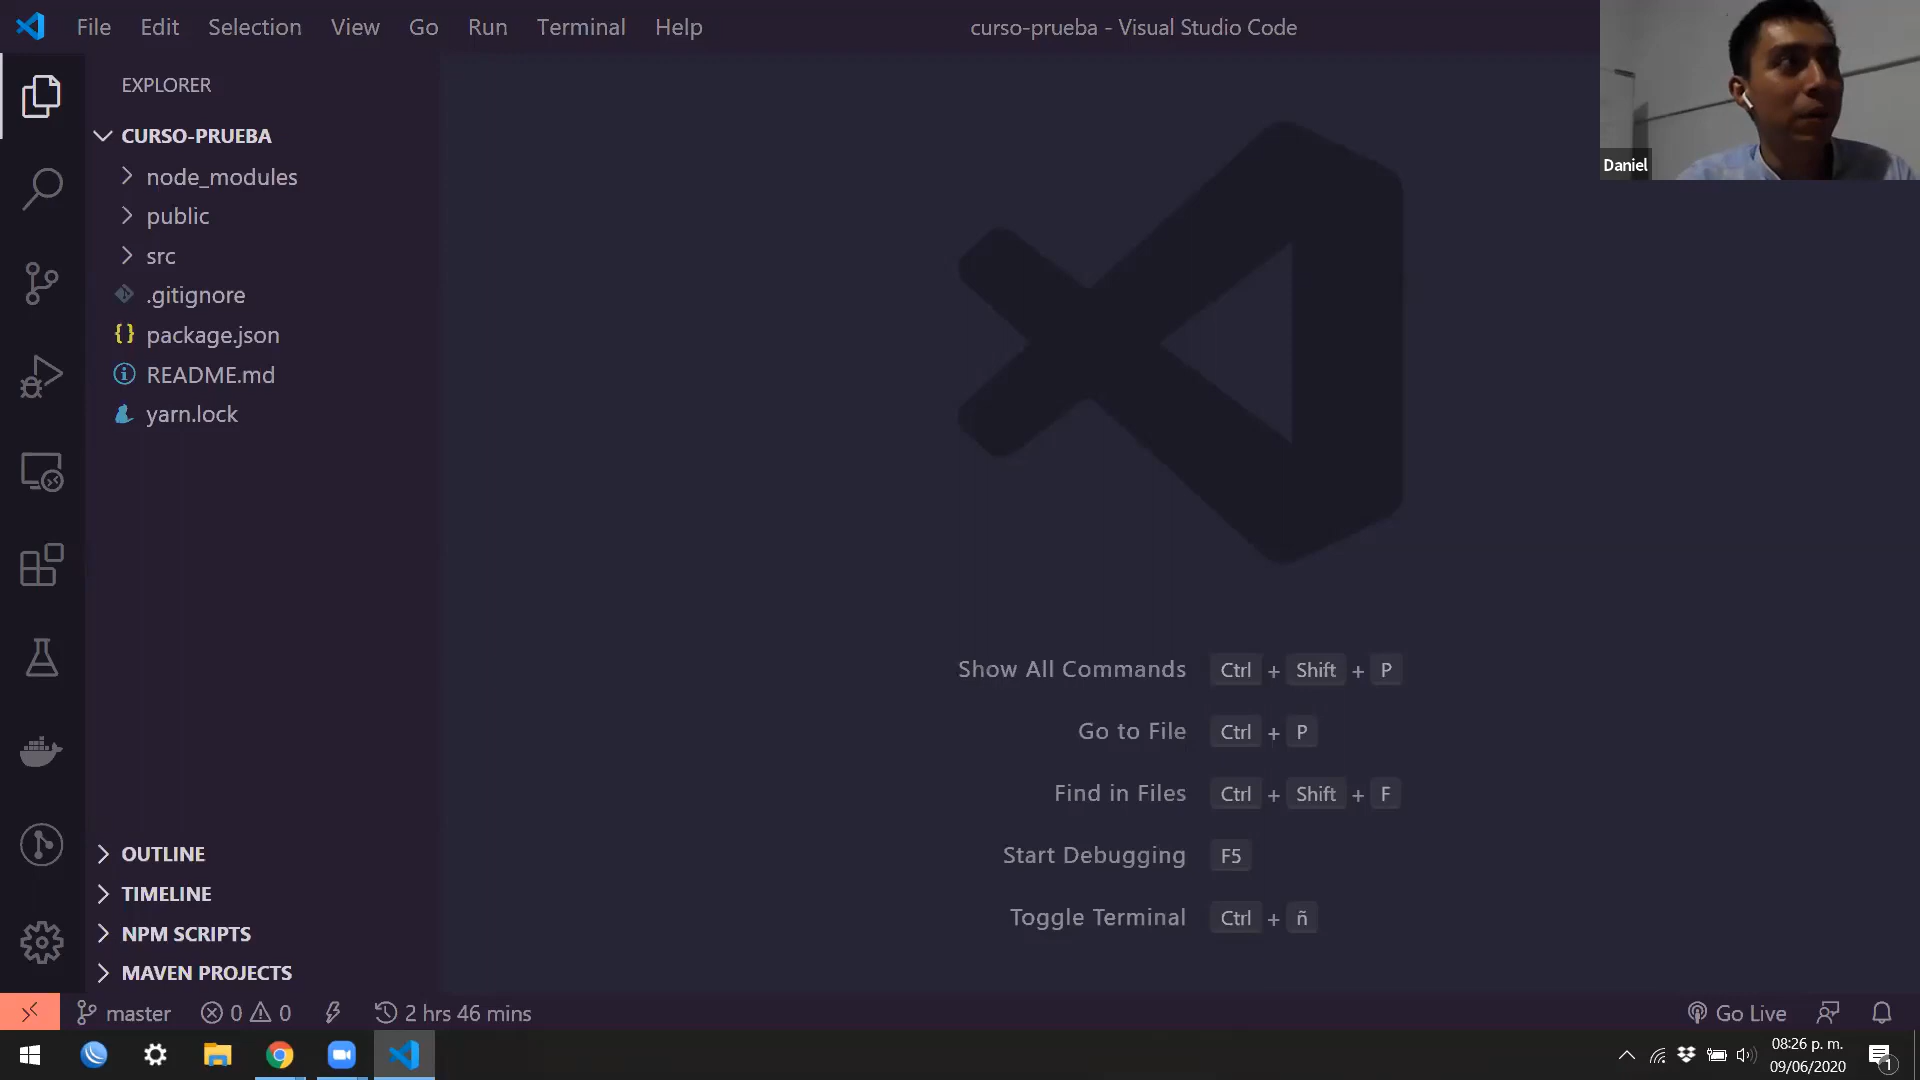 File Edit Selection View Go Run Terminal Help
curso-prueba - Visual Studio Code
Daniel
EXPLORER
CURSO-PRUEBA
node_modules
public
src
.gitignore
package.json
README.md
yarn.lock
Show All Commands Ctrl + Shift + P
Go to File Ctrl + P
Find in Files Ctrl + Shift + F
Start Debugging F5
Toggle Terminal Ctrl + ñ
OUTLINE
TIMELINE
NPM SCRIPTS
MAVEN PROJECTS
master 0 0 2 hrs 46 mins Go Live
08:26 p. m.
09/06/2020
1